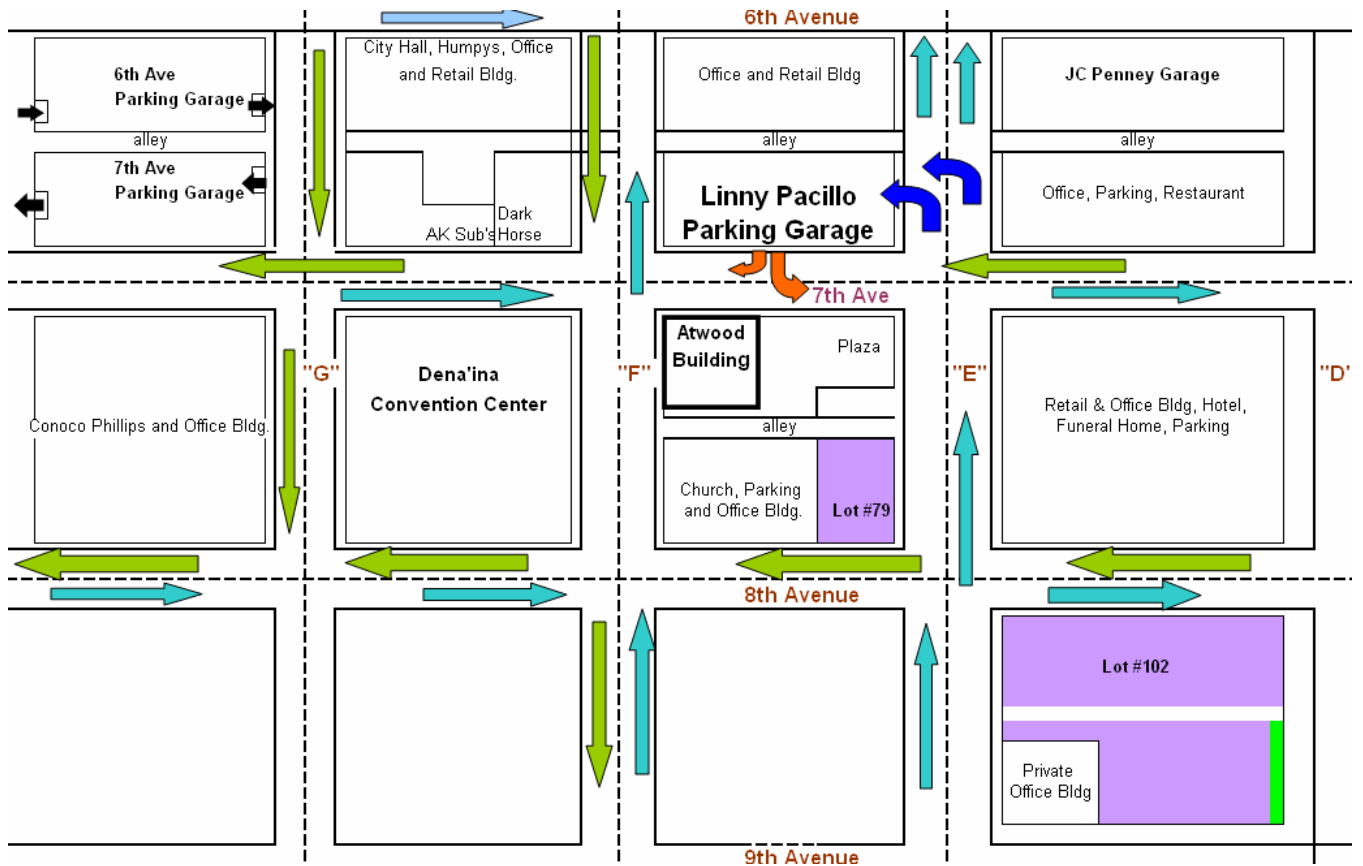 6th Avenue
6th Ave
Parking Garage
alley
7th Ave
Parking Garage
City Hall, Humpys, Office
and Retail Bldg.
Dark
AK Sub's Horse
Office and Retail Bldg
alley
Linny Pacillo
Parking Garage
JC Penney Garage
alley
Office, Parking, Restaurant
7th Ave
"G"
"F"
"E"
"D'
Conoco Phillips and Office Bldg.
Dena'ina
Convention Center
Atwood
Building
Plaza
alley
Church, Parking
and Office Bldg.
Lot #79
Retail & Office Bldg, Hotel,
Funeral Home, Parking
8th Avenue
Lot #102
Private
Office Bldg
9th Avenue